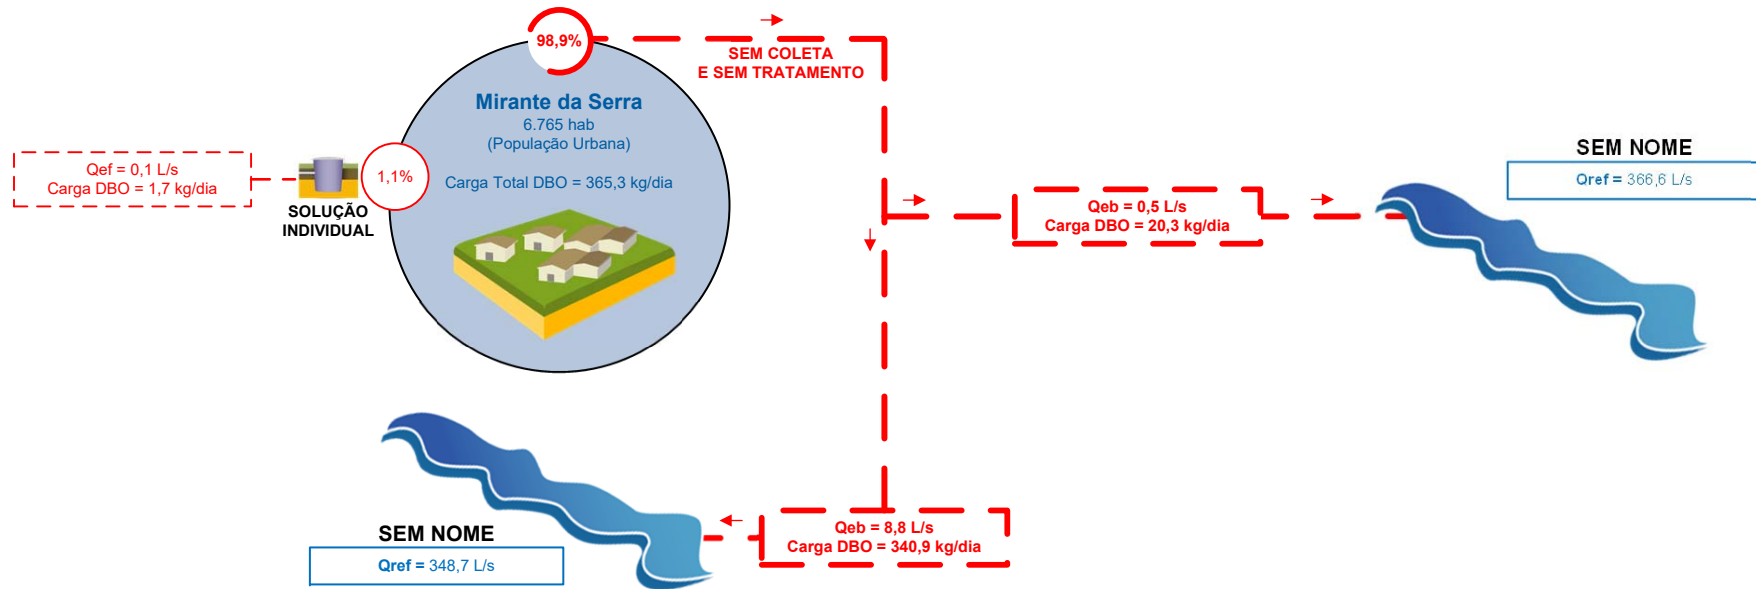 98,9%
SEM COLETA
E SEM TRATAMENTO
Mirante da Serra
6.765 hab
(População Urbana)
Carga Total DBO = 365,3 kg/dia
Qef = 0,1 L/s
Carga DBO = 1,7 kg/dia
1,1%
SOLUÇÃO
INDIVIDUAL
Qeb = 0,5 L/s
Carga DBO = 20,3 kg/dia
SEM NOME
Qref = 366,6 L/s
SEM NOME
Qref = 348,7 L/s
Qeb = 8,8 L/s
Carga DBO = 340,9 kg/dia